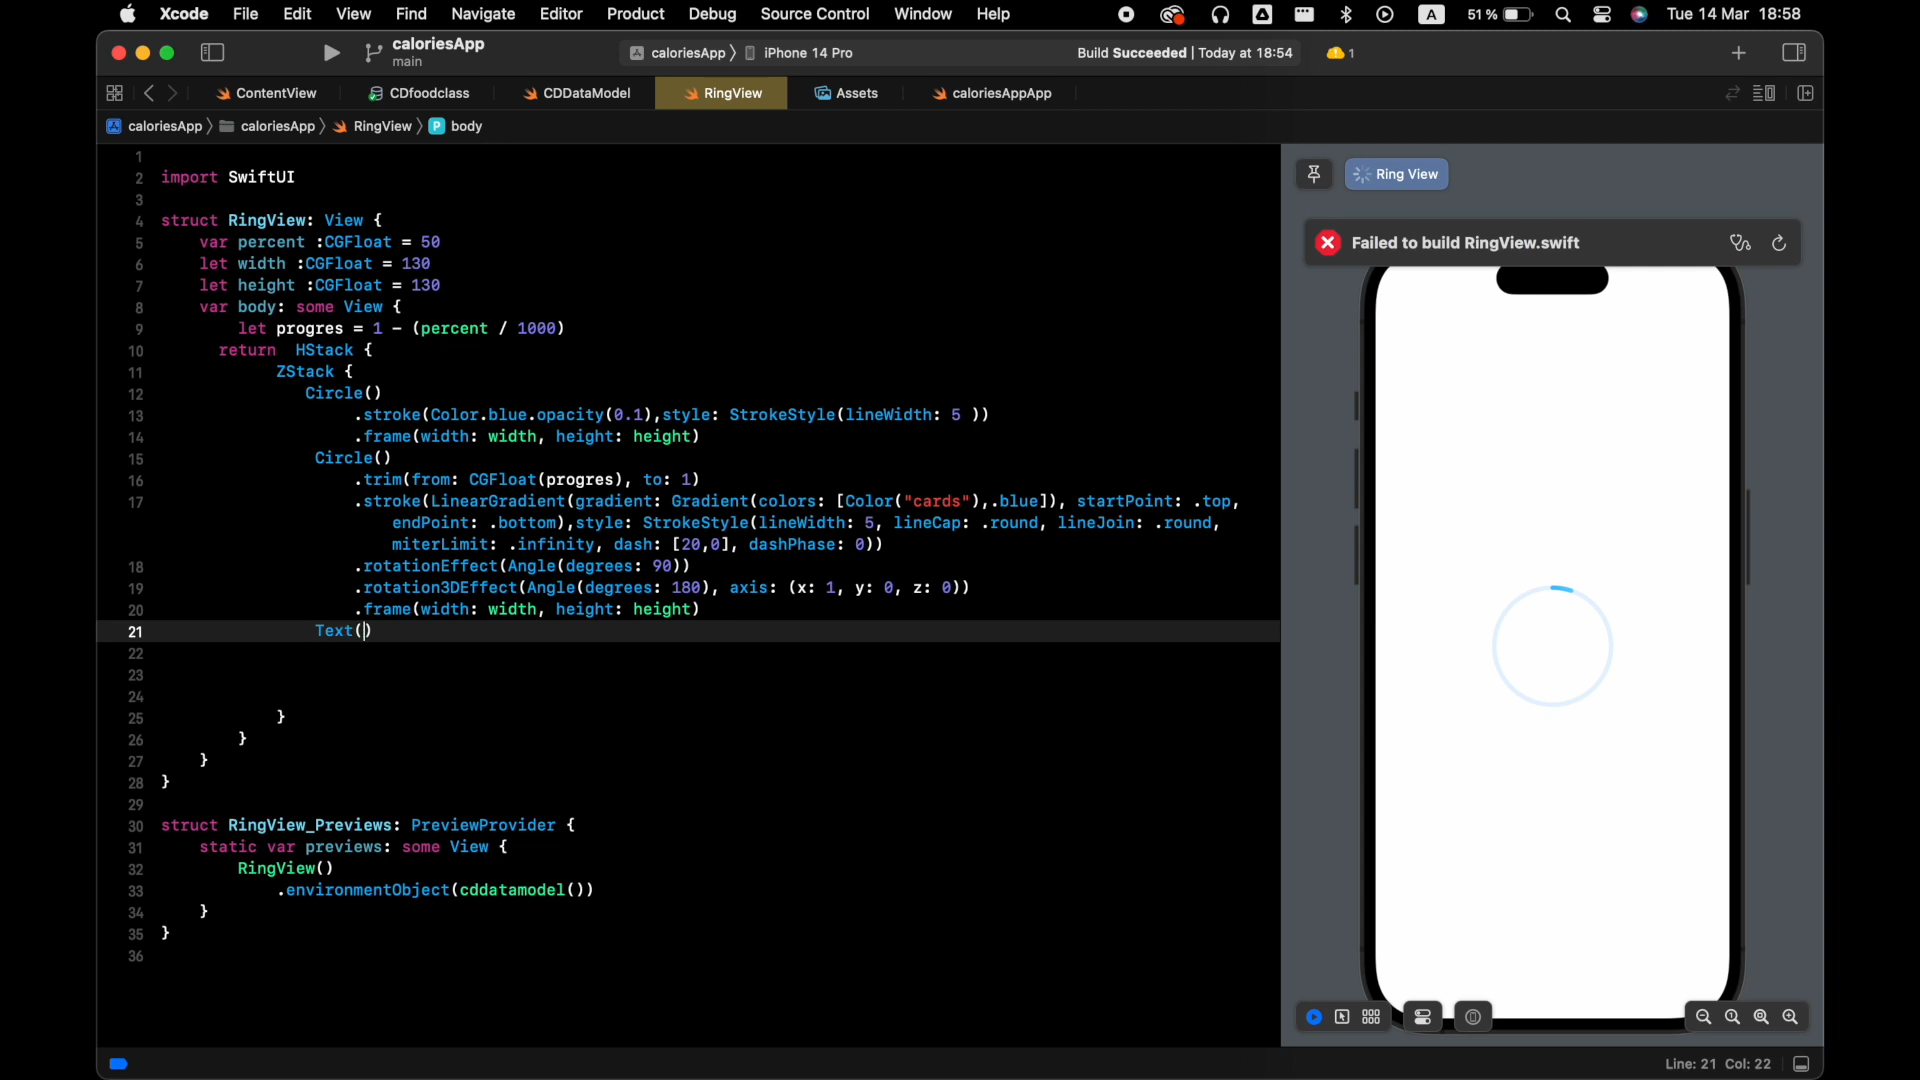 Xcode File Edit View Find Navigate Editor Product Debug Source Control Window Help A 51 % Tue 14 Mar 18:58
caloriesApp
main
caloriesApp 〉 iPhone 14 Pro Build Succeeded | Today at 18:54 1
ContentView CDfoodclass CDDataModel RingView Assets caloriesAppApp
caloriesApp 〉 caloriesApp 〉 RingView 〉 P body
1
2 import SwiftUI
3
4 struct RingView: View {
5 var percent :CGFloat = 50
6 let width :CGFloat = 130
7 let height :CGFloat = 130
8 var body: some View {
9 let progres = 1 - (percent / 1000)
10 return HStack {
11 ZStack {
12 Circle()
13 .stroke(Color.blue.opacity(0.1),style: StrokeStyle(lineWidth: 5 ))
14 .frame(width: width, height: height)
15 Circle()
16 .trim(from: CGFloat(progres), to: 1)
17 .stroke(LinearGradient(gradient: Gradient(colors: [Color("cards"),.blue]), startPoint: .top,
endPoint: .bottom),style: StrokeStyle(lineWidth: 5, lineCap: .round, lineJoin: .round,
miterLimit: .infinity, dash: [20,0], dashPhase: 0))
18 .rotationEffect(Angle(degrees: 90))
19 .rotation3DEffect(Angle(degrees: 180), axis: (x: 1, y: 0, z: 0))
20 .frame(width: width, height: height)
21 Text()
22
23
24
25 }
26 }
27 }
28 }
29
30 struct RingView_Previews: PreviewProvider {
31 static var previews: some View {
32 RingView()
33 .environmentObject(cddatamodel())
34 }
35 }
36
Ring View
Failed to build RingView.swift
Line: 21 Col: 22